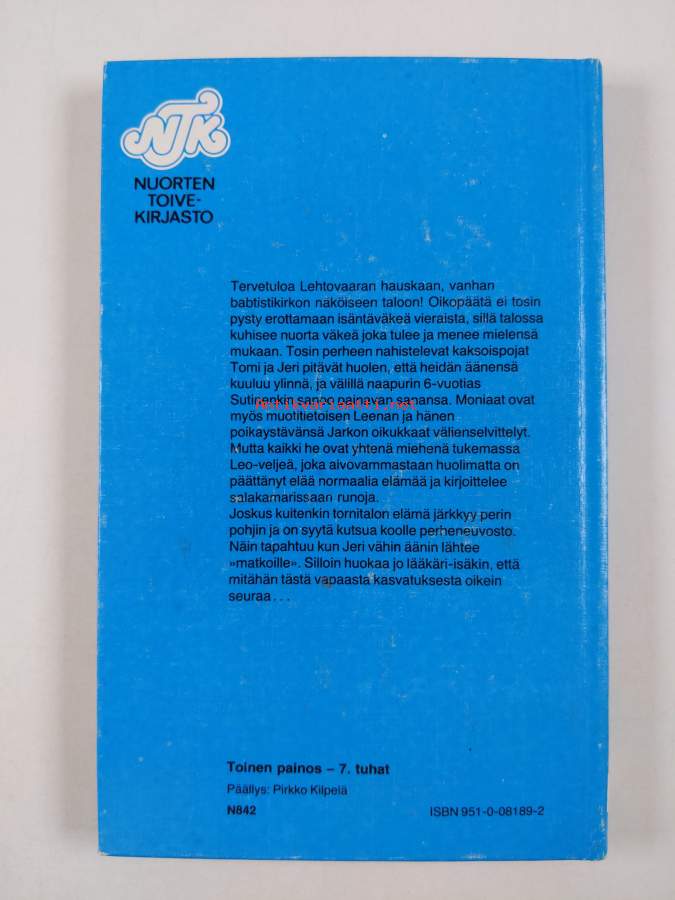 NTK
NUORTEN
TOIVE-
KIRJASTO
Tervetuloa Lehtovaaran hauskaan, vanhan
babtistikirkon näköiseen taloon! Oikopäätä ei tosin
pysty erottamaan isäntäväkeä vieraista, sillä talossa
kuhisee nuorta väkeä joka tulee ja menee mielensä
mukaan. Tosin perheen nahistelevat kaksoispojat
Tomi ja Jeri pitävät huolen, että heidän äänensä
kuuluu ylinnä, ja välillä naapurin 6-vuotias
sanoo painavan sanansa. Moniaat ovat
antikvariaatti.net
myös muotitietoisen Leenan ja hänen
poikaystävänsä Jarkon oikukkaat välienselvittelyt.
Mutta kaikki he ovat yhtenä miehenä tukemassa
Leo-veljeä, joka aivovammastaan huolimatta on
päättänyt elää normaalia elämää ja kirjoittelee
salakamarissaan runoja.
Joskus kuitenkin tornitalon elämä järkkyy perin
pohjin ja on syytä kutsua koolle perheneuvosto.
Näin tapahtuu kun Jeri vähin äänin lähtee
»matkoille». Silloin huokaa jo lääkäri-isäkin, että
mitähän tästä vapaasta kasvatuksesta oikein
seuraa . . .
Toinen painos – 7. tuhat
Päällys: Pirkko Kilpelä
N842
ISBN 951-0-08189-2